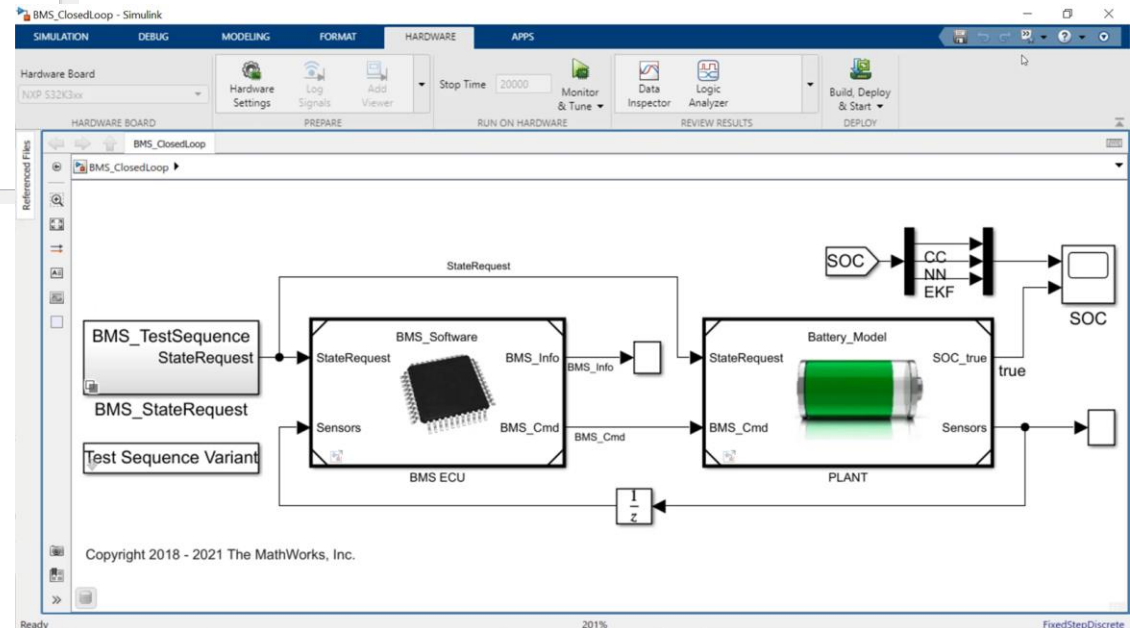 BMS_ClosedLoop - Simulink
SIMULATION DEBUG MODELING FORMAT HARDWARE APPS
Hardware Board
NXP S32K3xx
Hardware Settings
Log Signals
Add Viewer
Stop Time 20000
Monitor & Tune
Data Inspector
Logic Analyzer
Build, Deploy & Start
HARDWARE BOARD PREPARE RUN ON HARDWARE REVIEW RESULTS DEPLOY
Referenced Files
BMS_ClosedLoop
BMS_ClosedLoop
StateRequest
SOC
CC
NN
EKF
SOC
BMS_TestSequence
StateRequest
BMS_StateRequest
Test Sequence Variant
BMS_Software
StateRequest
BMS_Info
Sensors
BMS_Cmd
BMS ECU
BMS_Info
BMS_Cmd
Battery_Model
StateRequest
SOC_true
BMS_Cmd
Sensors
PLANT
true
1
z
Copyright 2018 - 2021 The MathWorks, Inc.
Ready 201% FixedStepDiscrete